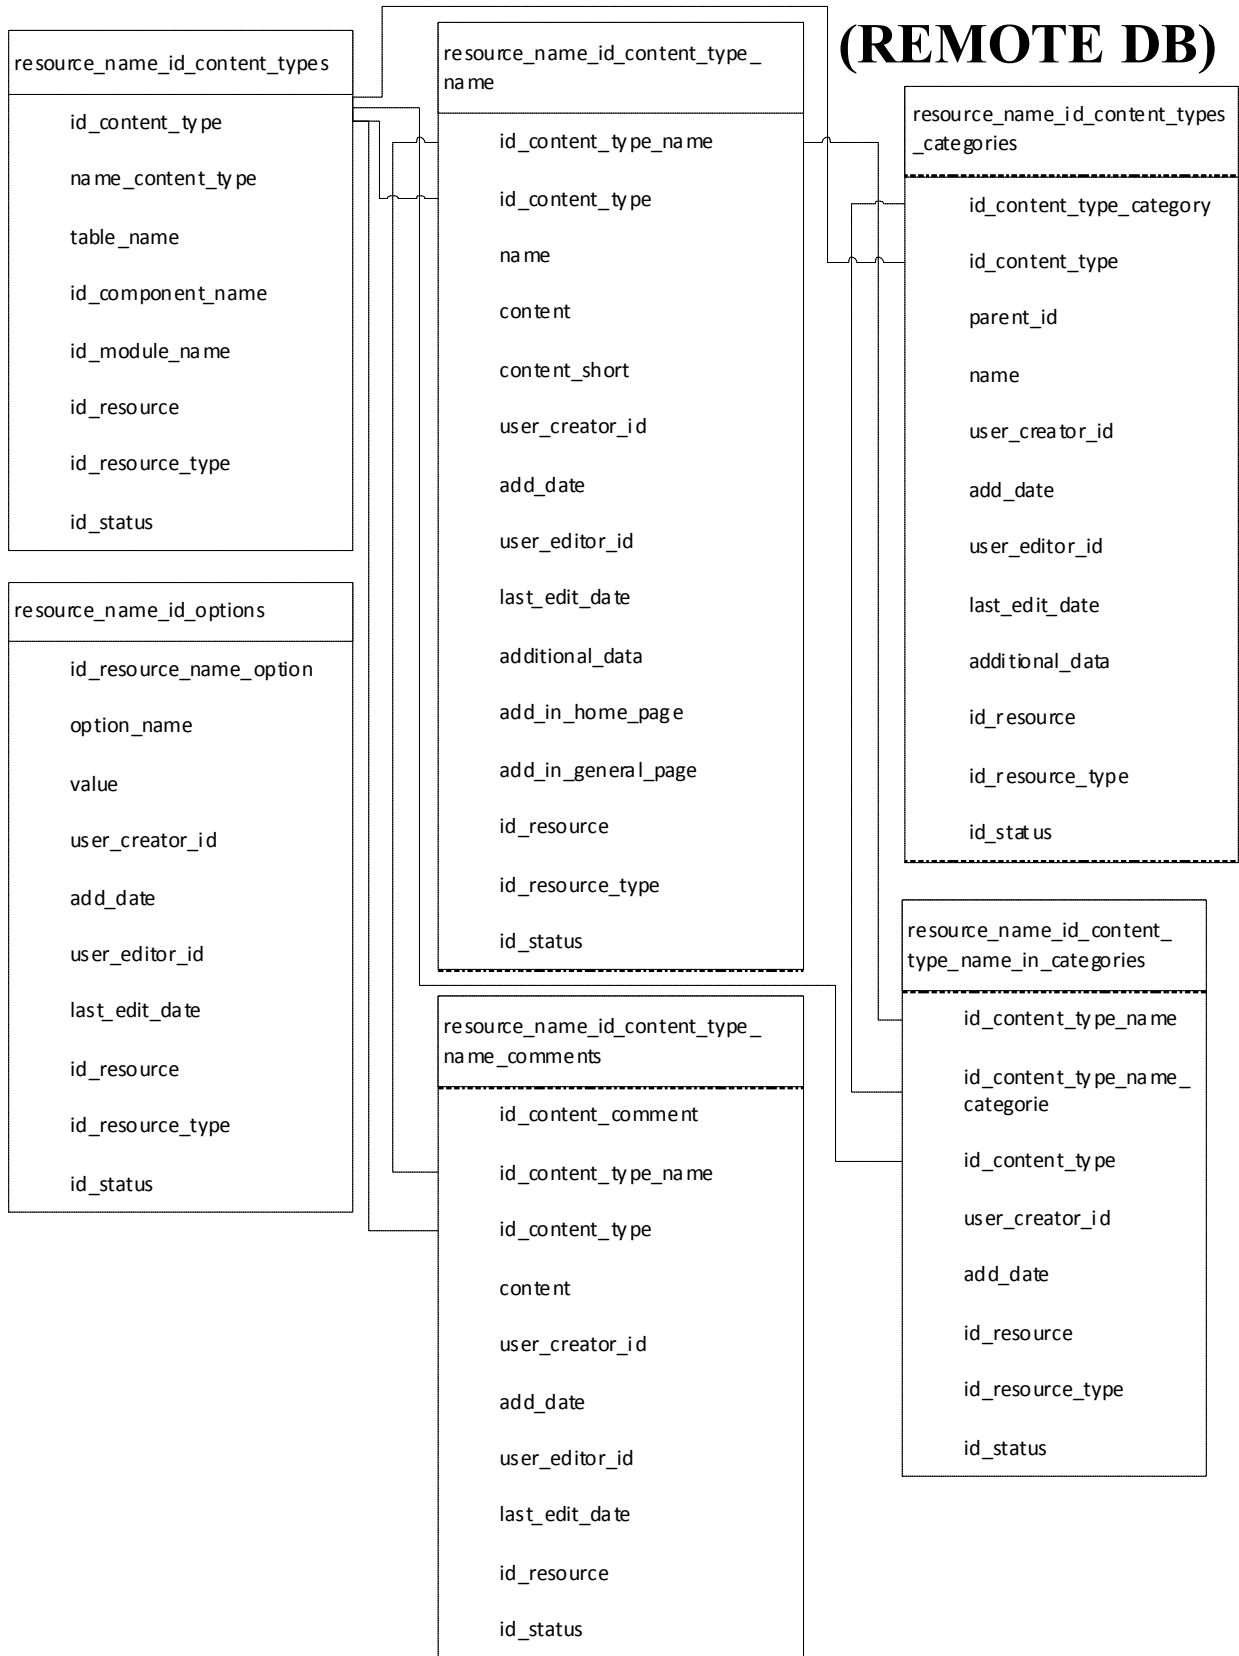 (REMOTE DB)
resource_name_id_content_types
id_content_type
name_content_type
table_name
id_component_name
id_module_name
id_resource
id_resource_type
id_status
resource_name_id_options
id_resource_name_option
option_name
value
user_creator_id
add_date
user_editor_id
last_edit_date
id_resource
id_resource_type
id_status
resource_name_id_content_type_
name
id_content_type_name
id_content_type
name
content
content_short
user_creator_id
add_date
user_editor_id
last_edit_date
additional_data
add_in_home_page
add_in_general_page
id_resource
id_resource_type
id_status
resource_name_id_content_type_
name_comments
id_content_comment
id_content_type_name
id_content_type
content
user_creator_id
add_date
user_editor_id
last_edit_date
id_resource
id_status
resource_name_id_content_types
_categories
id_content_type_category
id_content_type
parent_id
name
user_creator_id
add_date
user_editor_id
last_edit_date
additional_data
id_resource
id_resource_type
id_status
resource_name_id_content_
type_name_in_categories
id_content_type_name
id_content_type_name_
categorie
id_content_type
user_creator_id
add_date
id_resource
id_resource_type
id_status